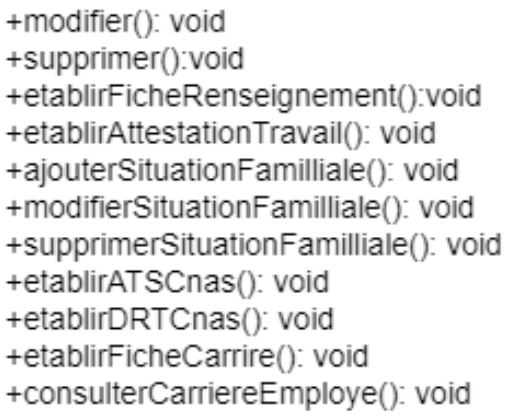 +modifier(): void
+supprimer():void
+etablirFicheRenseignement():void
+etablirAttestationTravail(): void
+ajouterSituationFamilliale(): void
+modifierSituationFamilliale(): void
+supprimerSituationFamilliale(): void
+etablirATSCnas(): void
+etablirDRTCnas(): void
+etablirFicheCarrire(): void
+consulterCarriereEmploye(): void